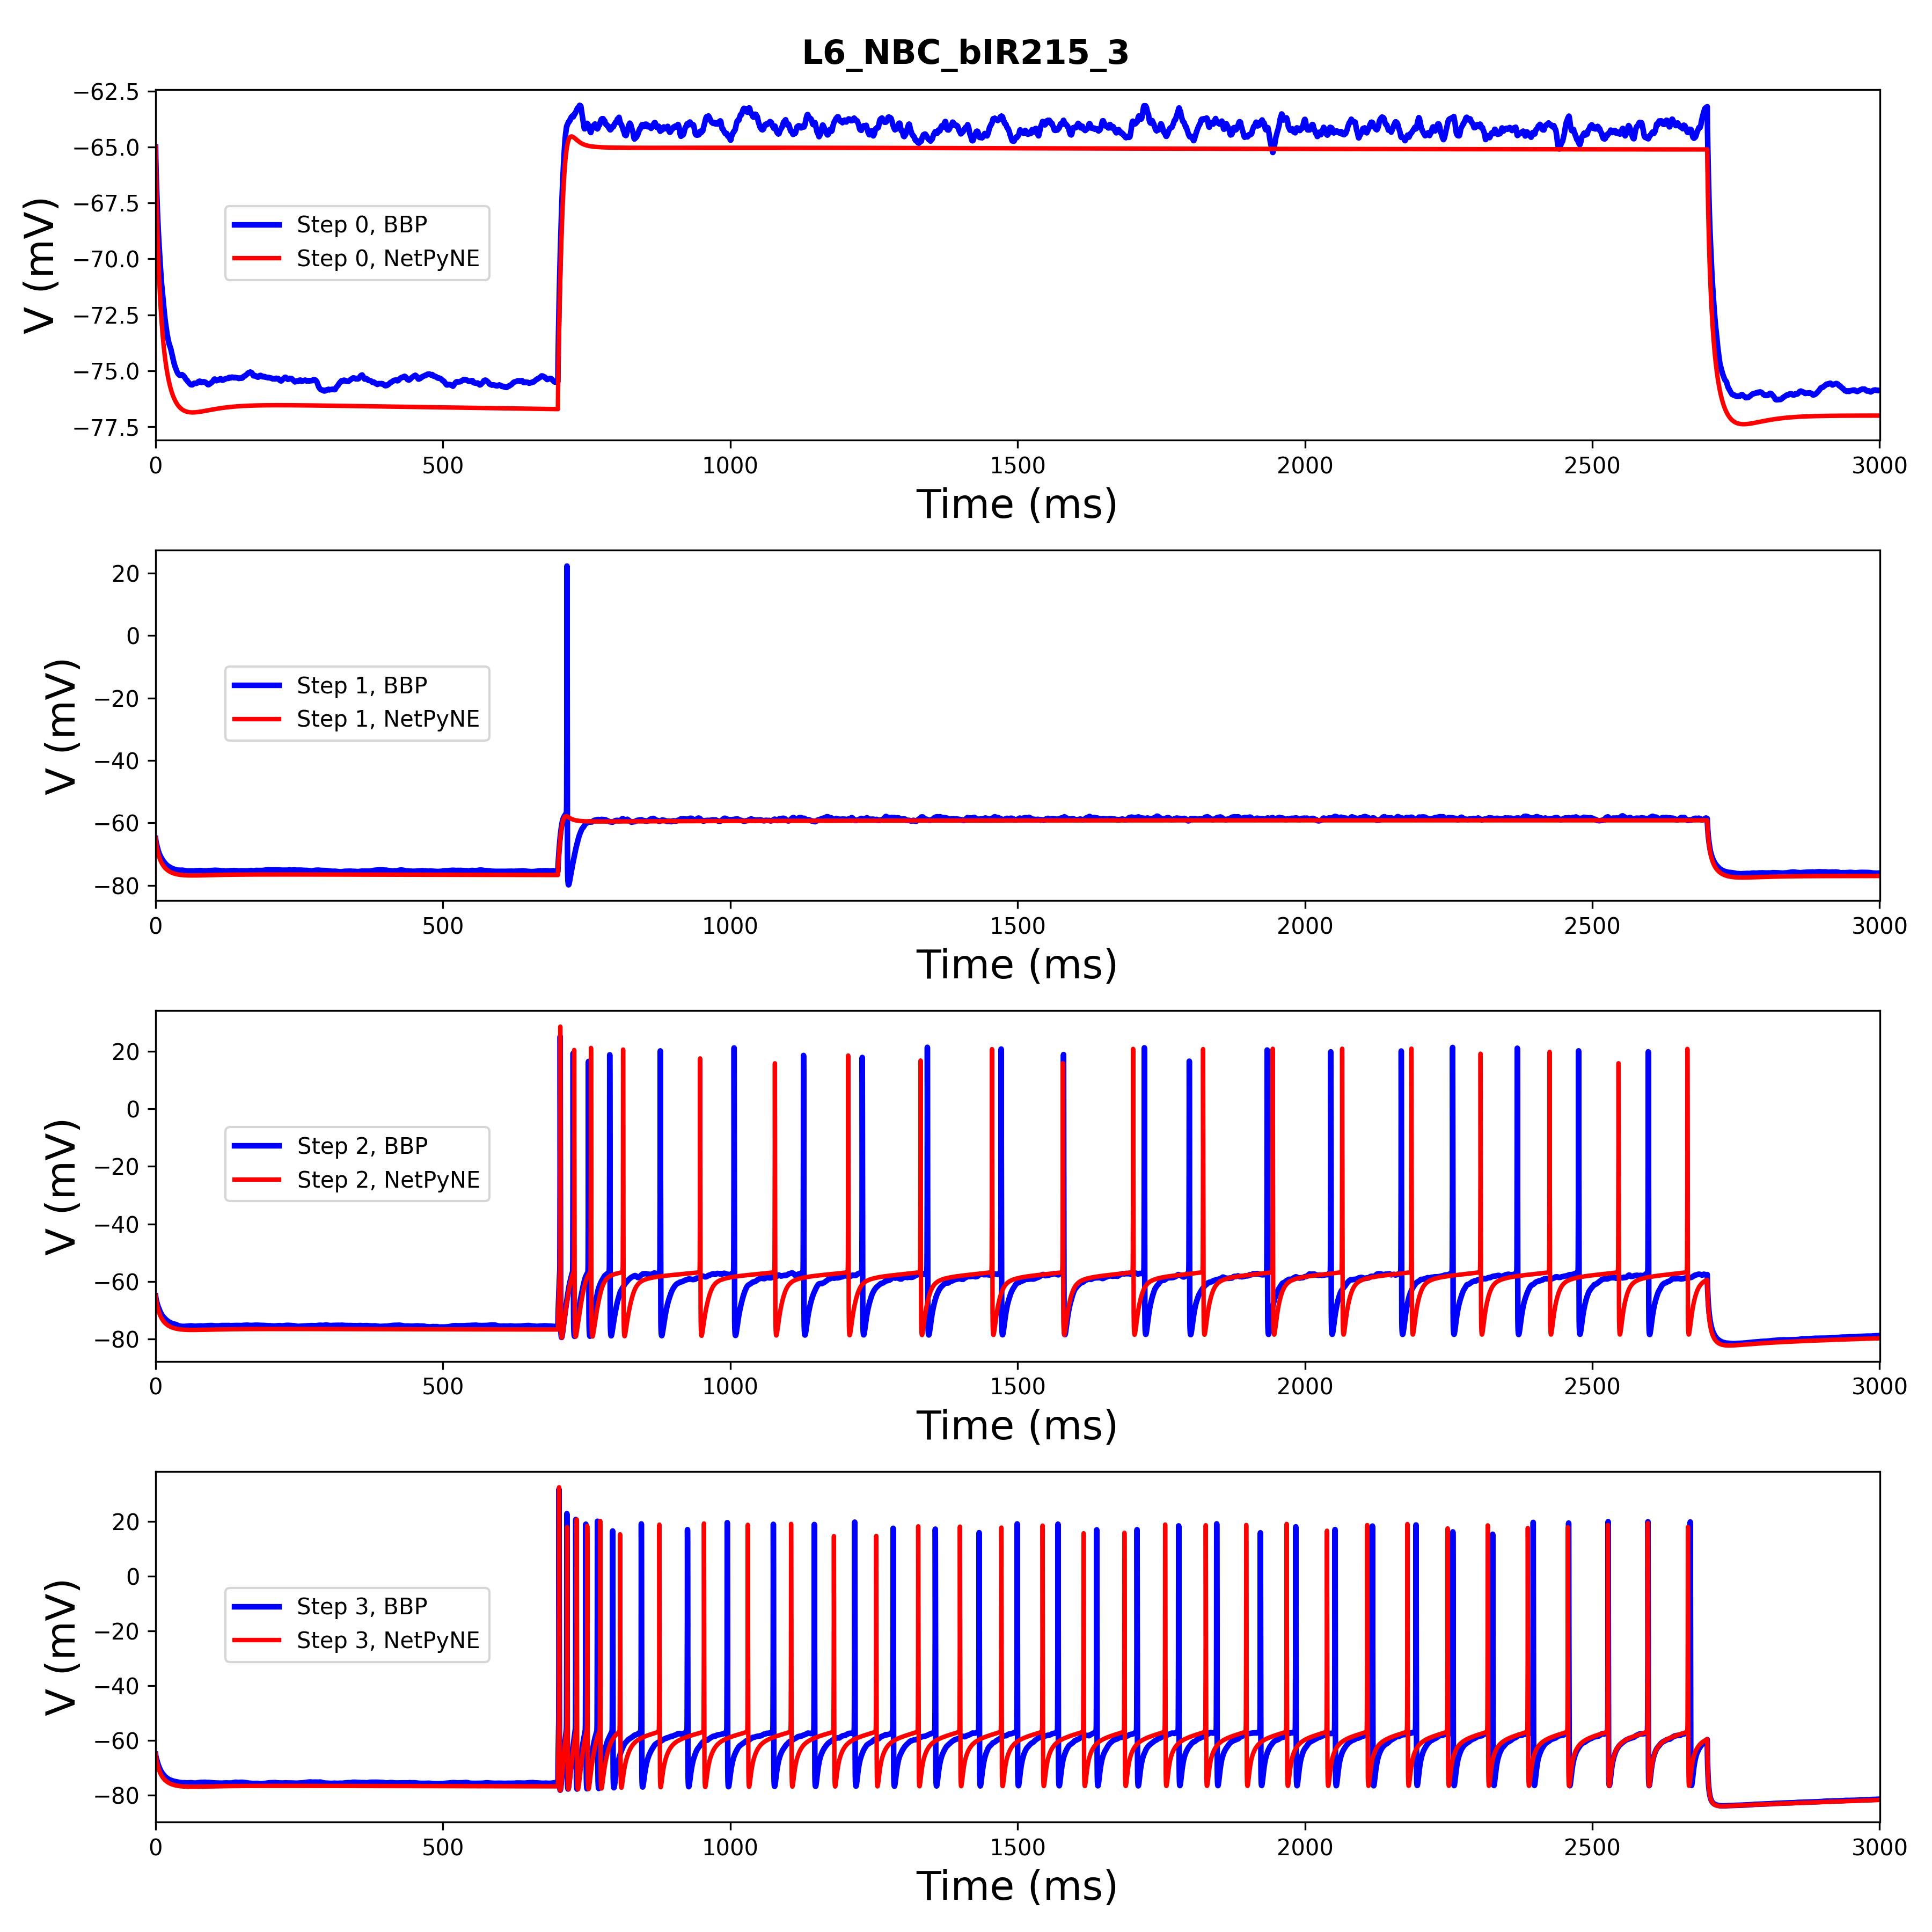 L6_NBC_bIR215_3
−62.5
−65.0
−67.5
−70.0
−72.5
−75.0
−77.5
V (mV)
Step 0, BBP
Step 0, NetPyNE
0 500 1000 1500 2000 2500 3000
Time (ms)
20
0
−20
−40
−60
−80
V (mV)
Step 1, BBP
Step 1, NetPyNE
0 500 1000 1500 2000 2500 3000
Time (ms)
20
0
−20
−40
−60
−80
V (mV)
Step 2, BBP
Step 2, NetPyNE
0 500 1000 1500 2000 2500 3000
Time (ms)
20
0
−20
−40
−60
−80
V (mV)
Step 3, BBP
Step 3, NetPyNE
0 500 1000 1500 2000 2500 3000
Time (ms)